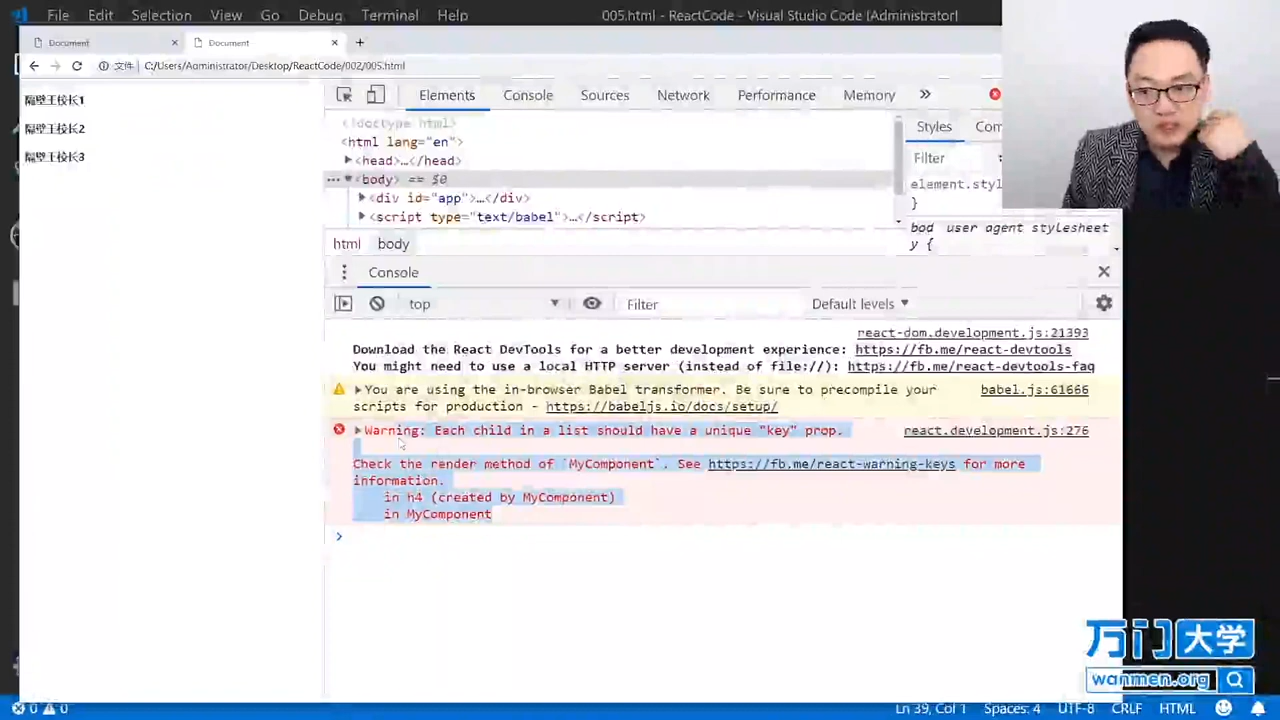 File Edit Selection View Go Debug Terminal Help 005.html - ReactCode - Visual Studio Code [Administrator]
Document × Document × +
文件 C:/Users/Administrator/Desktop/ReactCode/002/005.html
隔壁王校长1
隔壁王校长2
隔壁王校长3
Elements Console Sources Network Performance Memory »
<!doctype html>
<html lang="en">
<head>…</head>
<body> == $0
<div id="app">…</div>
<script type="text/babel">…</script>
html body
Styles Com
Filter
element.styl
}
bod user agent stylesheet
y {
Console
top Filter Default levels
react-dom.development.js:21393
Download the React DevTools for a better development experience: https://fb.me/react-devtools
You might need to use a local HTTP server (instead of file://): https://fb.me/react-devtools-faq
You are using the in-browser Babel transformer. Be sure to precompile your babel.js:61666
scripts for production - https://babeljs.io/docs/setup/
Warning: Each child in a list should have a unique "key" prop. react.development.js:276
Check the render method of `MyComponent`. See https://fb.me/react-warning-keys for more
information.
in h4 (created by MyComponent)
in MyComponent
万门大学
wanmen.org
0 0 Ln 39, Col 1 Spaces: 4 UTF-8 CRLF HTML